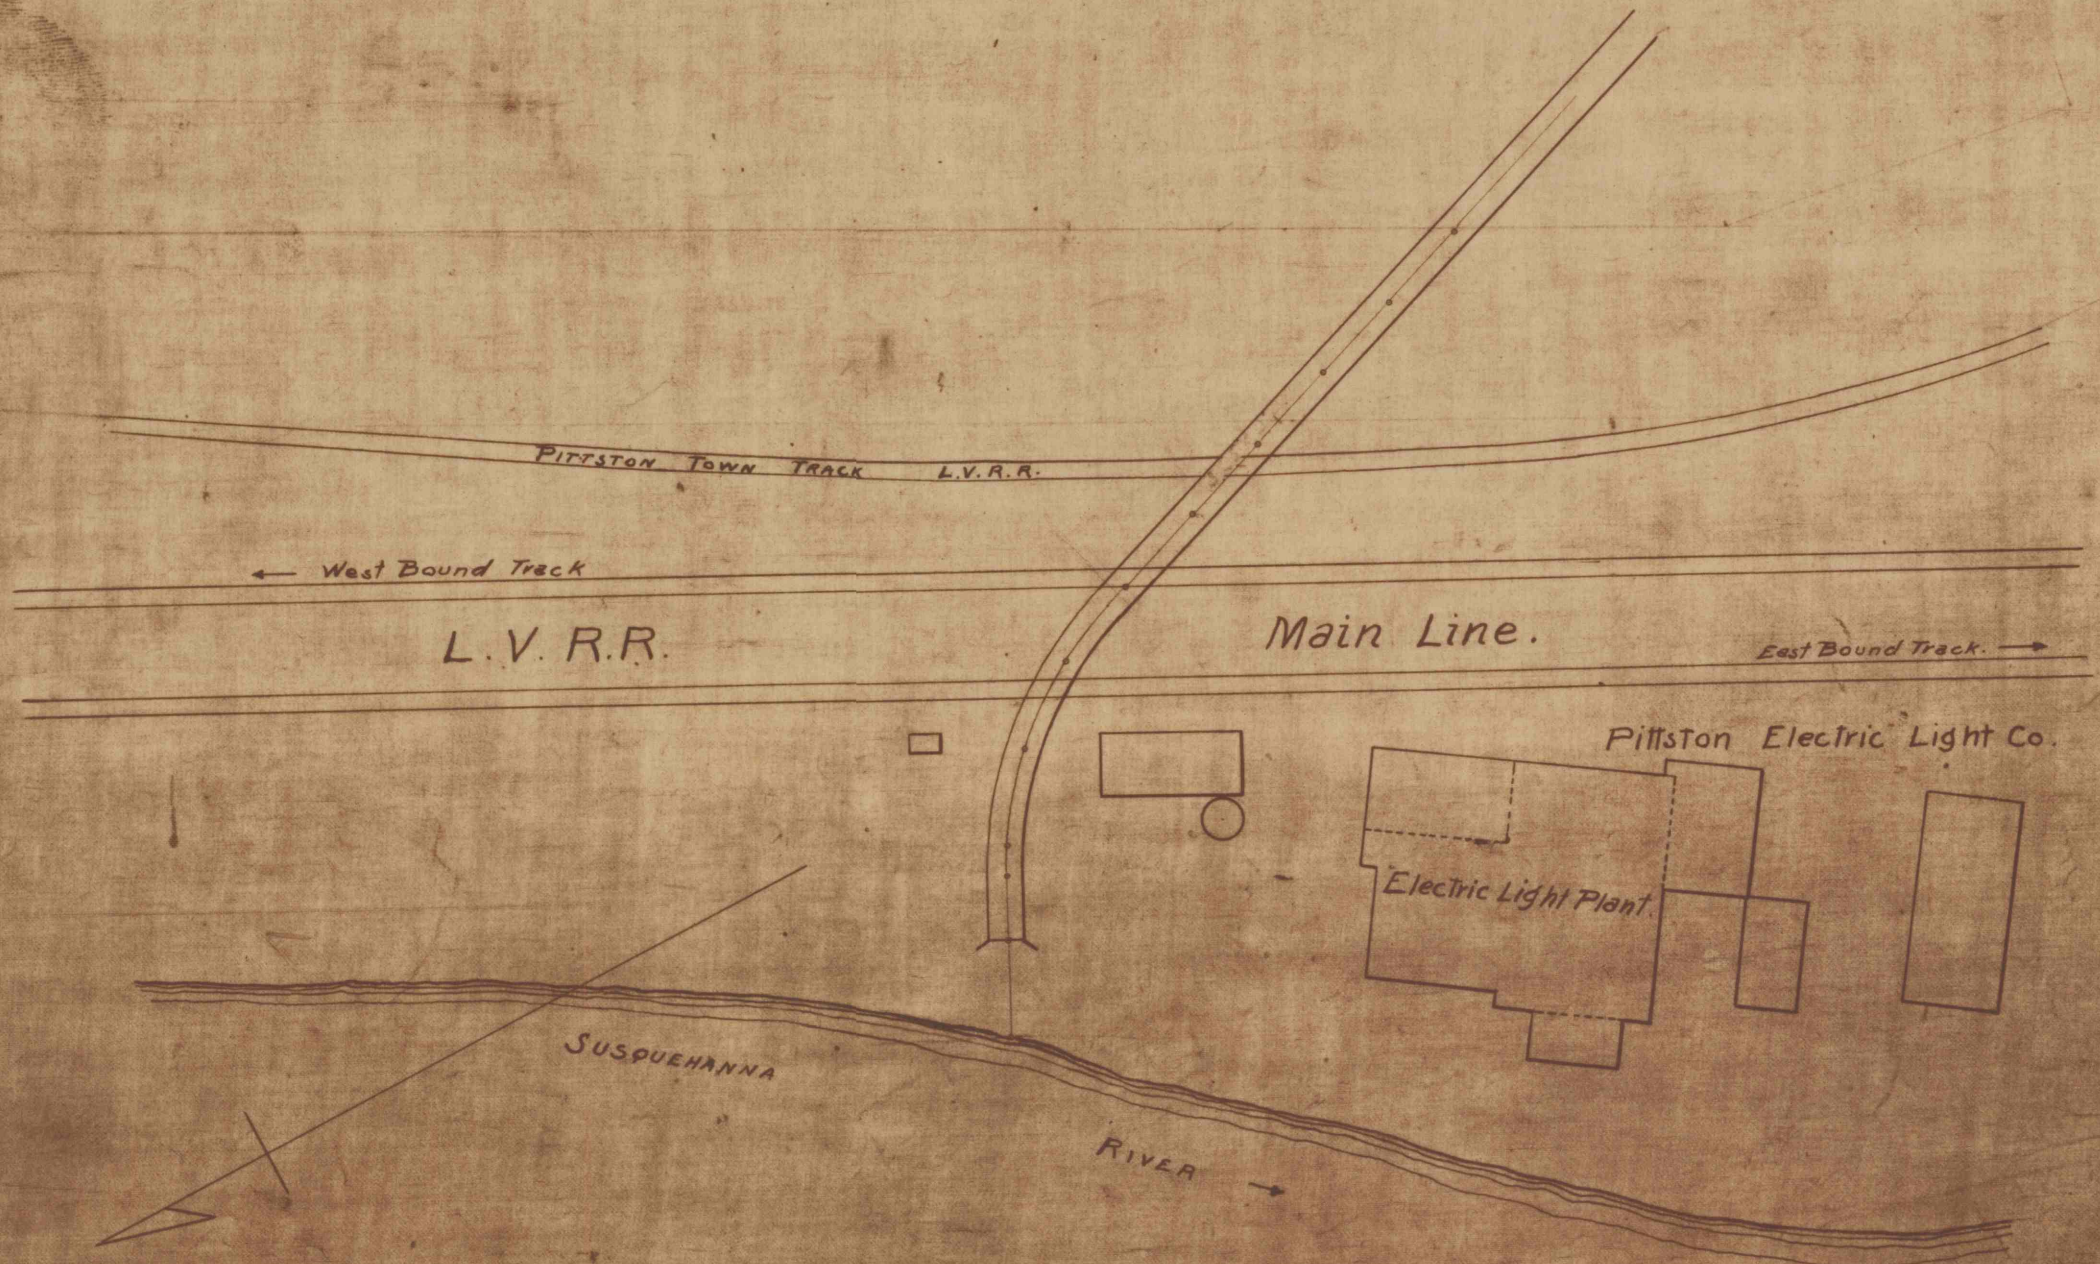 PITTSTON TOWN TRACK L.V.R.R.
West Bound Track
L.V. R.R.
Main Line.
East Bound Track.
Pittston Electric Light Co.
Electric Light Plant.
SUSQUEHANNA
RIVER